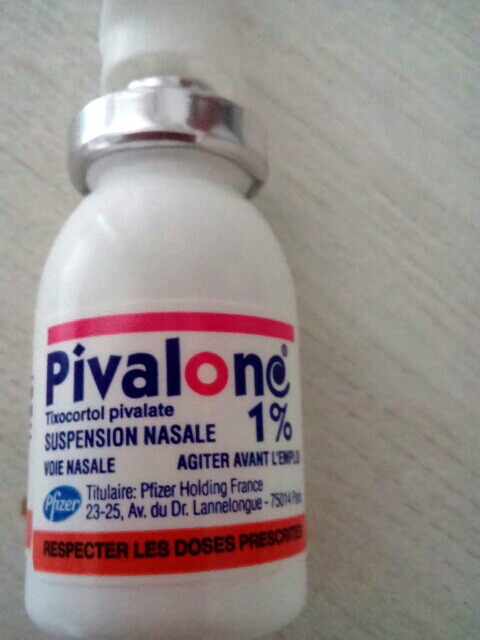 Pivalone®
1%
Tixocortol pivalate
SUSPENSION NASALE
VOIE NASALE AGITER AVANT L'EMPLOI
Pfizer
Titulaire: Pfizer Holding France
23-25, Av. du Dr. Lannelongue - 75014 Paris
RESPECTER LES DOSES PRESCRITES